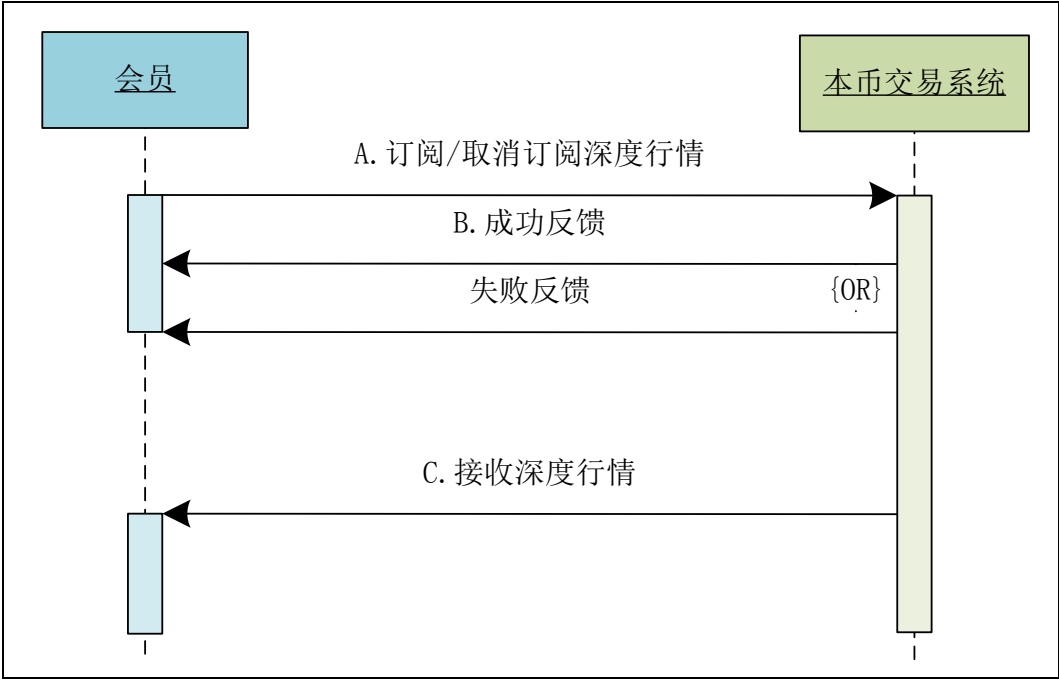 会员
本币交易系统
A.订阅/取消订阅深度行情
B.成功反馈
失败反馈
{OR}
C.接收深度行情